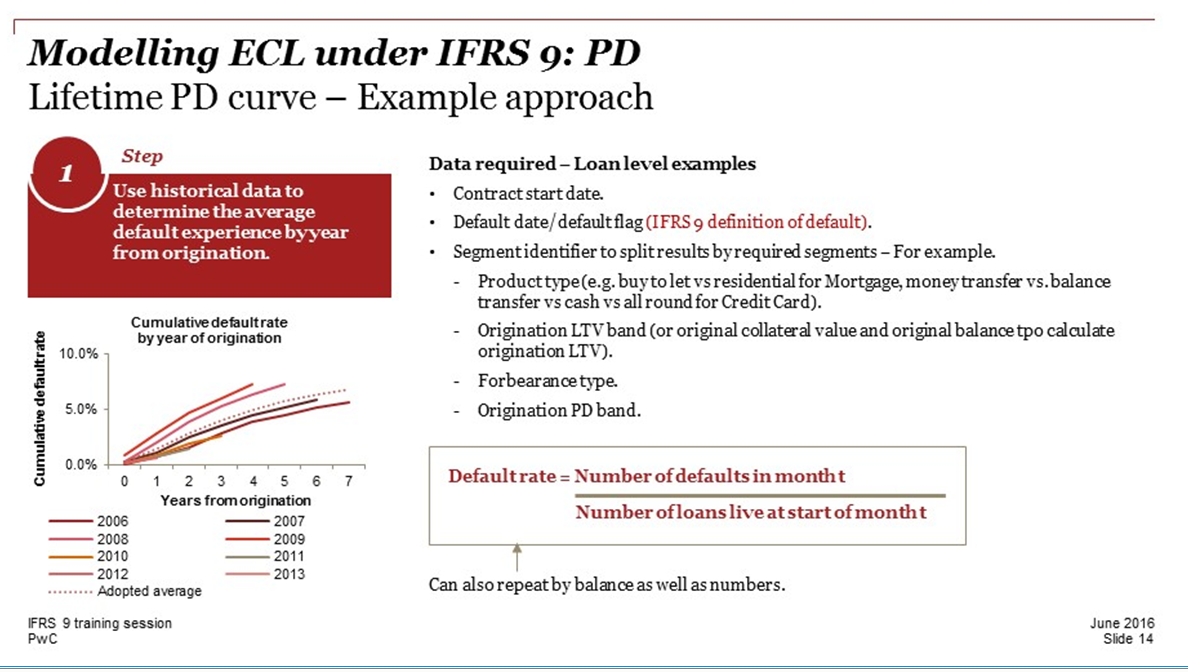 Modelling ECL under IFRS 9: PD
Lifetime PD curve – Example approach
1
Step
Use historical data to
determine the average
default experience by year
from origination.
Cumulative default rate
by year of origination
Cumulative default rate
10.0%
5.0%
0.0%
0 1 2 3 4 5 6 7
Years from origination
2006 2007
2008 2009
2010 2011
2012 2013
Adopted average
Data required – Loan level examples
• Contract start date.
• Default date/ default flag (IFRS 9 definition of default).
• Segment identifier to split results by required segments – For example.
- Product type (e.g. buy to let vs residential for Mortgage, money transfer vs. balance
transfer vs cash vs all round for Credit Card).
- Origination LTV band (or original collateral value and original balance tpo calculate
origination LTV).
- Forbearance type.
- Origination PD band.
Default rate = Number of defaults in month t
Number of loans live at start of month t
Can also repeat by balance as well as numbers.
IFRS 9 training session
PwC
June 2016
Slide 14